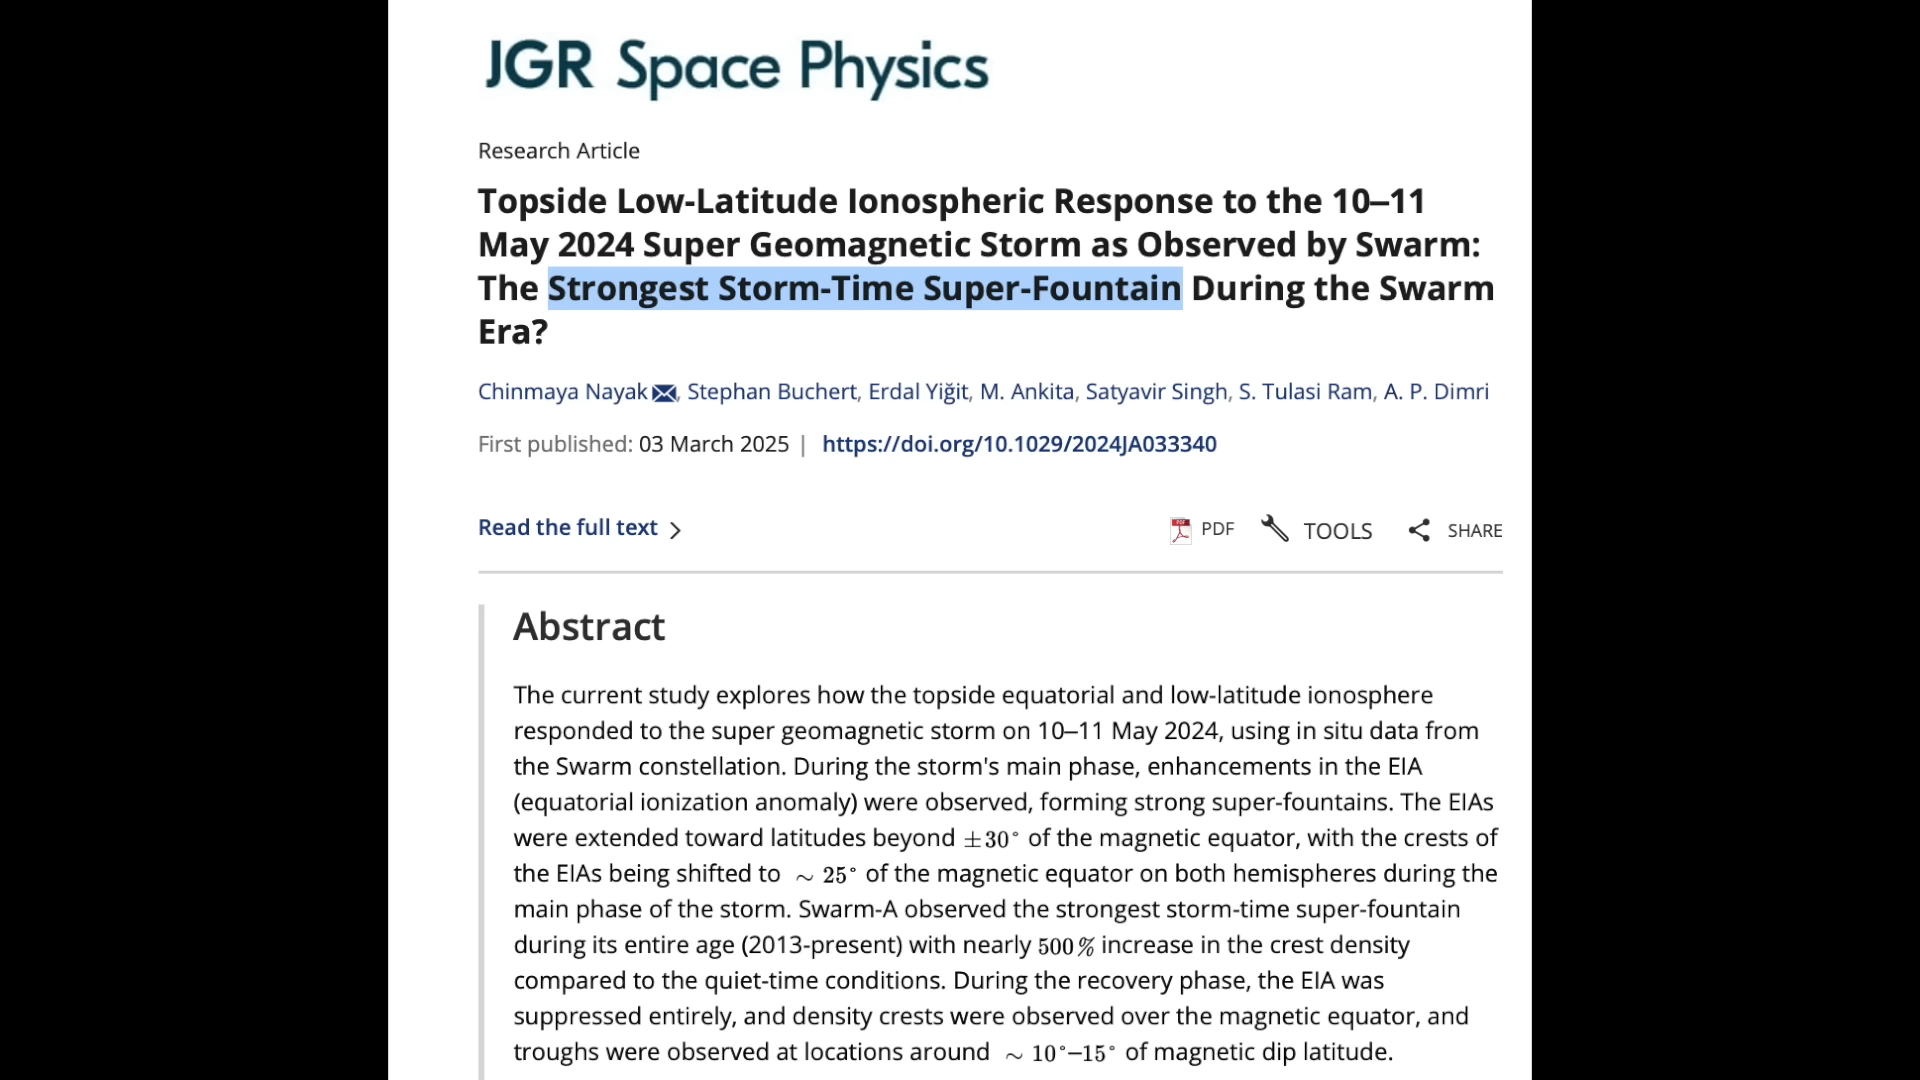 JGR Space Physics
Research Article
Topside Low-Latitude Ionospheric Response to the 10–11
May 2024 Super Geomagnetic Storm as Observed by Swarm:
The Strongest Storm-Time Super-Fountain During the Swarm
Era?
Chinmaya Nayak, Stephan Buchert, Erdal Yiğit, M. Ankita, Satyavir Singh, S. Tulasi Ram, A. P. Dimri
First published: 03 March 2025 | https://doi.org/10.1029/2024JA033340
Read the full text > PDF TOOLS SHARE
Abstract
The current study explores how the topside equatorial and low-latitude ionosphere
responded to the super geomagnetic storm on 10–11 May 2024, using in situ data from
the Swarm constellation. During the storm's main phase, enhancements in the EIA
(equatorial ionization anomaly) were observed, forming strong super-fountains. The EIAs
were extended toward latitudes beyond ±30° of the magnetic equator, with the crests of
the EIAs being shifted to ∼ 25° of the magnetic equator on both hemispheres during the
main phase of the storm. Swarm-A observed the strongest storm-time super-fountain
during its entire age (2013-present) with nearly 500% increase in the crest density
compared to the quiet-time conditions. During the recovery phase, the EIA was
suppressed entirely, and density crests were observed over the magnetic equator, and
troughs were observed at locations around ∼ 10°–15° of magnetic dip latitude.